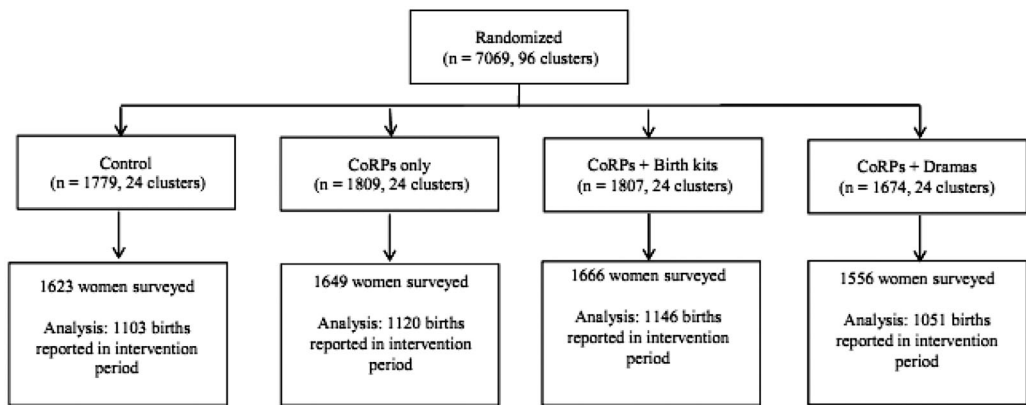 Randomized
(n = 7069, 96 clusters)
Control
(n = 1779, 24 clusters)
CoRPs only
(n = 1809, 24 clusters)
CoRPs + Birth kits
(n = 1807, 24 clusters)
CoRPs + Dramas
(n = 1674, 24 clusters)
1623 women surveyed
Analysis: 1103 births
reported in intervention
period
1649 women surveyed
Analysis: 1120 births
reported in intervention
period
1666 women surveyed
Analysis: 1146 births
reported in intervention
period
1556 women surveyed
Analysis: 1051 births
reported in intervention
period